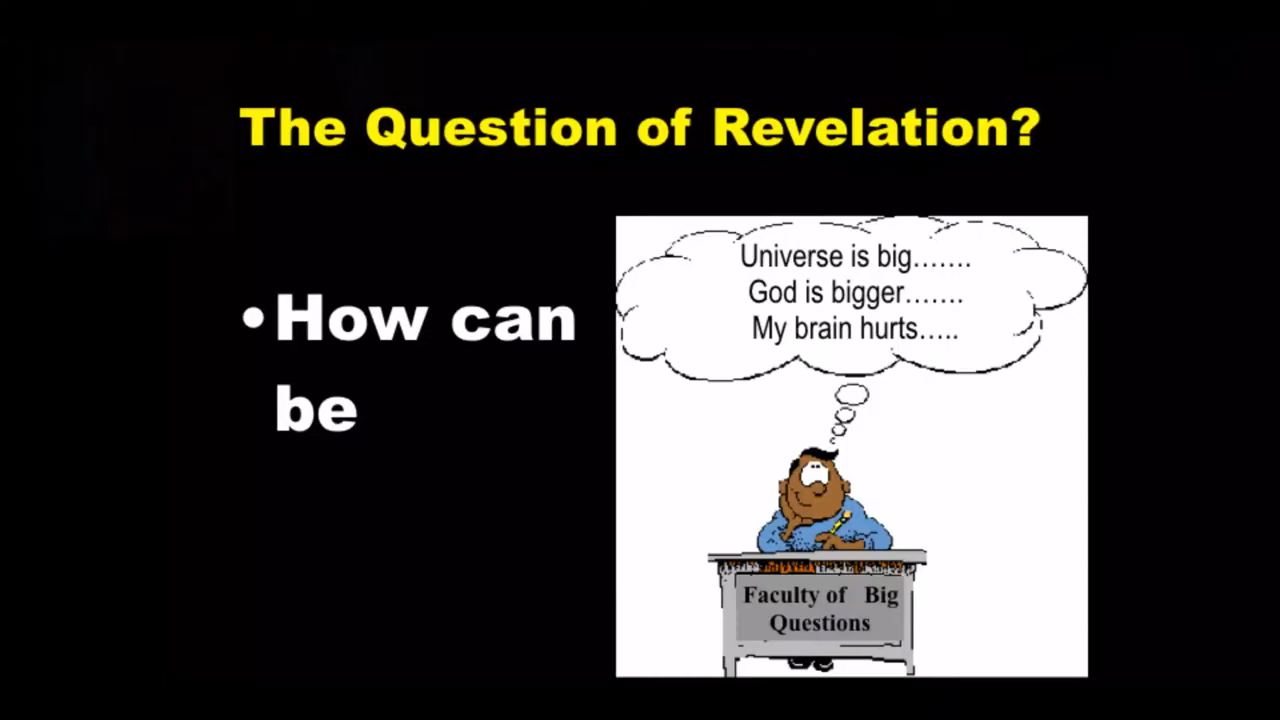 The Question of Revelation?
•How can
be
Universe is big.......
God is bigger.......
My brain hurts.....
Faculty of Big
Questions